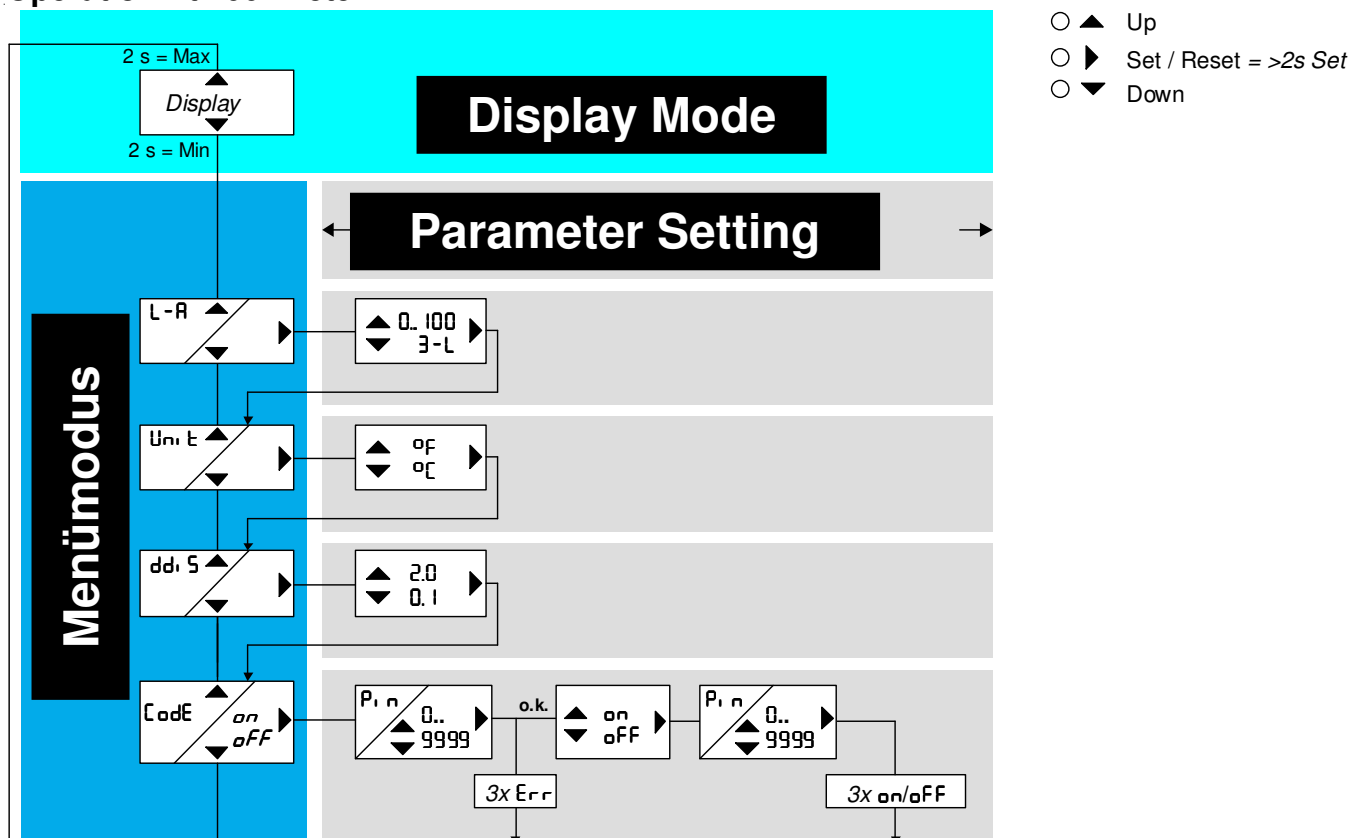 Up
2 s = Max
Set / Reset = >2s Set
Display
Display Mode
Down
2 s = Min
Parameter Setting
Menümodus
L-A
0.. 100
3-L
Unit
°F
°C
ddiS
2.0
0.1
CodE
on
oFF
Pin
0..
9999
o.k.
on
oFF
Pin
0..
9999
3x Err
3x on/oFF